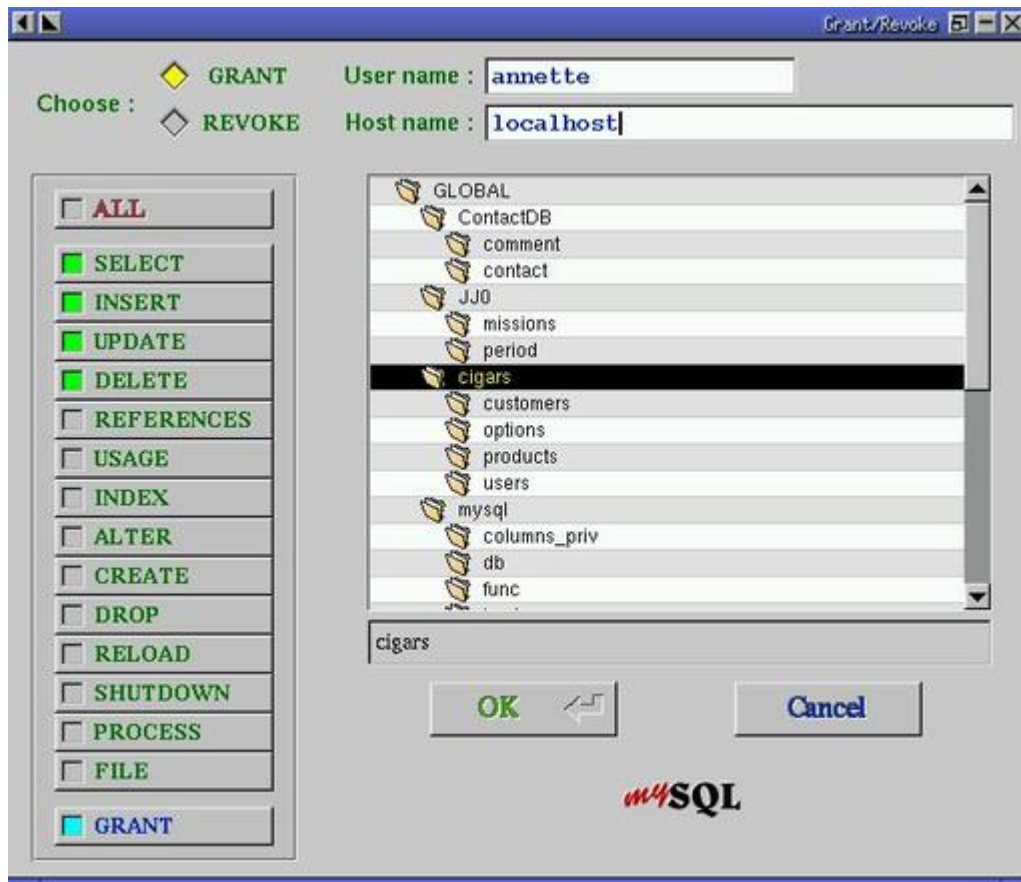 Grant/Revoke
Choose :
GRANT
REVOKE
User name : annette
Host name : localhost
ALL
SELECT
INSERT
UPDATE
DELETE
REFERENCES
USAGE
INDEX
ALTER
CREATE
DROP
RELOAD
SHUTDOWN
PROCESS
FILE
GRANT
GLOBAL
ContactDB
comment
contact
JJ0
missions
period
cigars
customers
options
products
users
mysql
columns_priv
db
func
cigars
OK
Cancel
mySQL